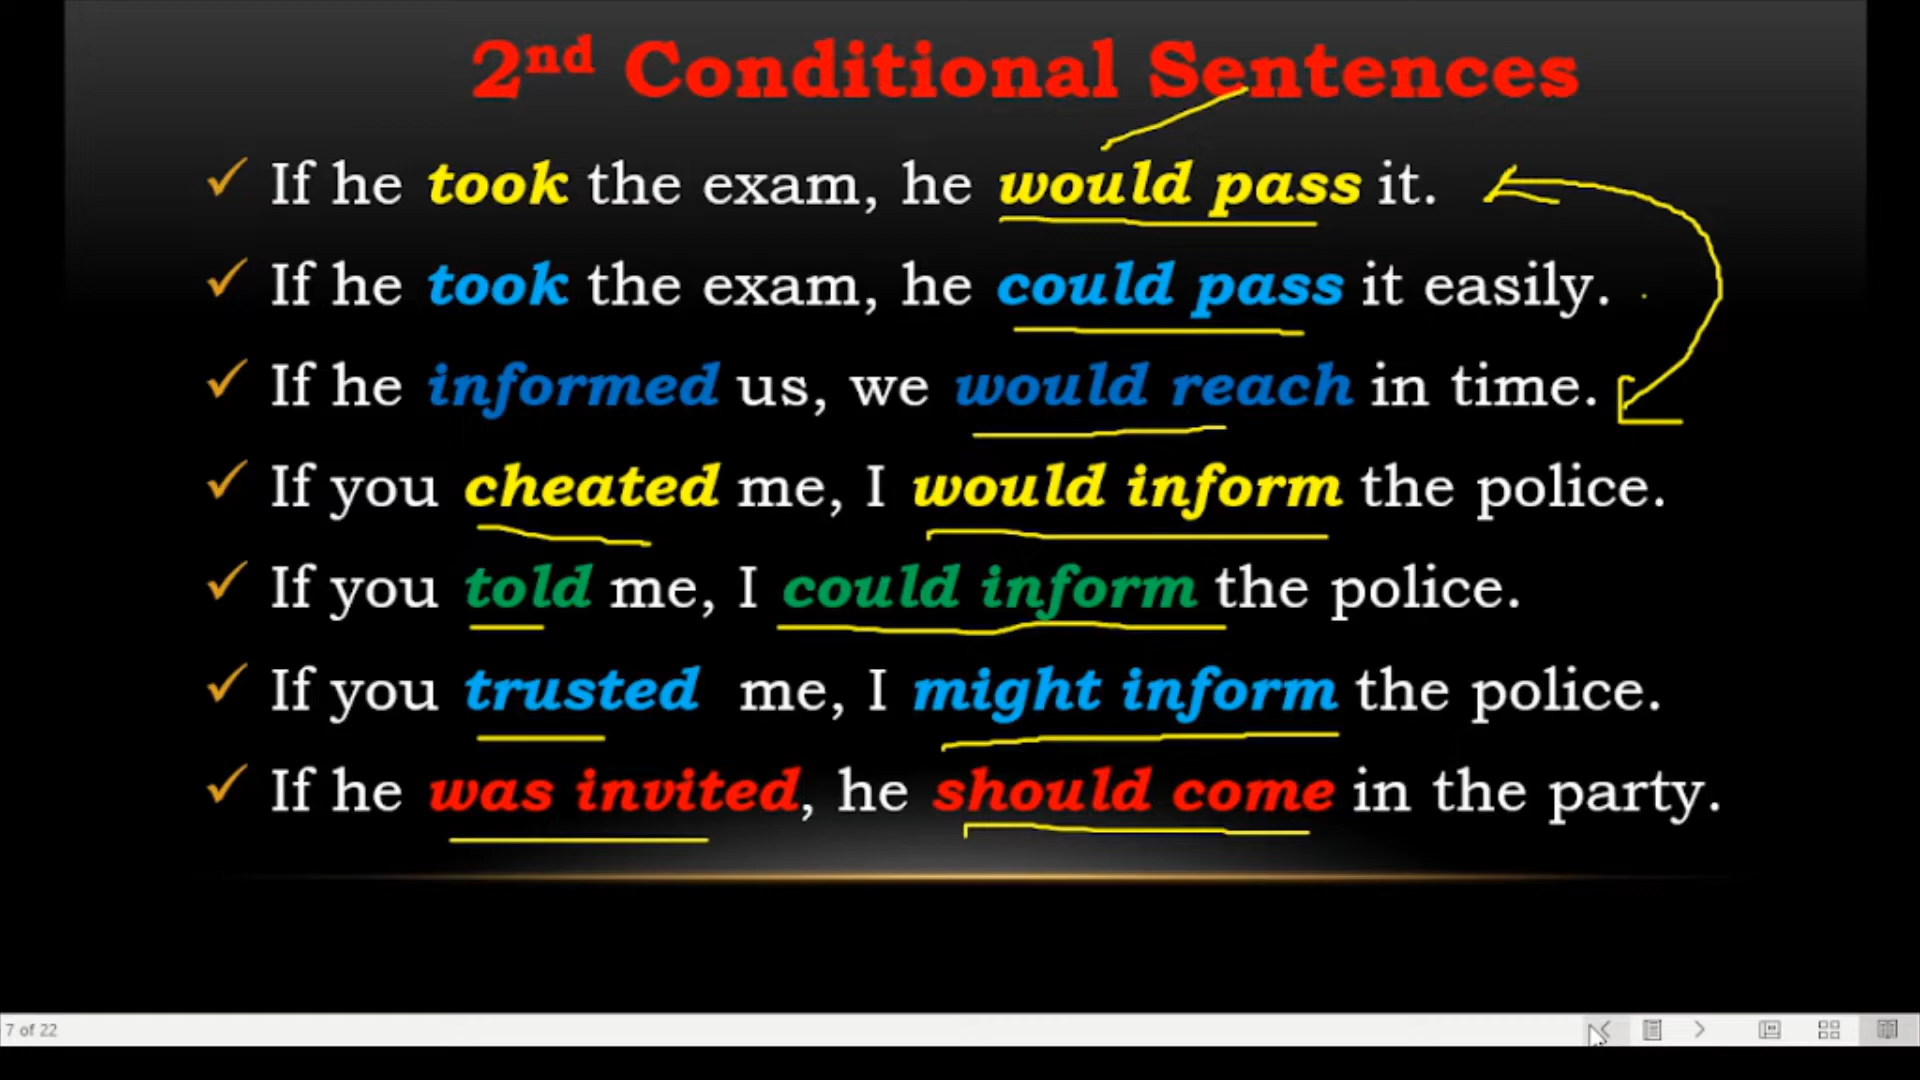 2nd Conditional Sentences
✓ If he took the exam, he would pass it.
✓ If he took the exam, he could pass it easily.
✓ If he informed us, we would reach in time.
✓ If you cheated me, I would inform the police.
✓ If you told me, I could inform the police.
✓ If you trusted me, I might inform the police.
✓ If he was invited, he should come in the party.
7 of 22